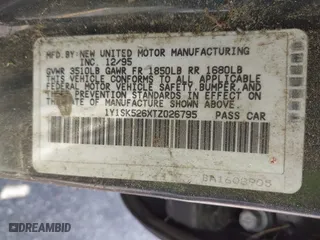 MFD. BY NEW UNITED MOTOR MANUFACTURING
INC. 12/95
GVWR 3510LB GAWR FR 1850LB RR 1680LB
THIS VEHICLE CONFORMS TO ALL APPLICABLE
FEDERAL MOTOR VEHICLE SAFETY, BUMPER, AND
THEFT PREVENTION STANDARDS IN EFFECT ON
THE DATE OF MANUFACTURE SHOWN ABOVE.
1Y1SK526XTZ026795 PASS CAR
BA1608905
DREAMBID